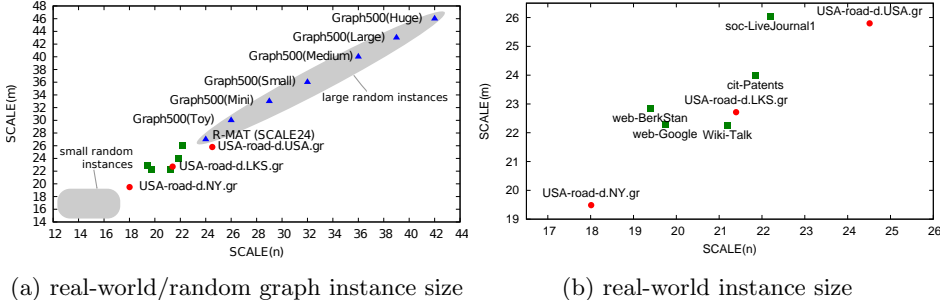 48
46
44
42
40
38
36
34
32
30
28
26
24
22
20
18
16
14
SCALE(m)
Graph500(Huge)
Graph500(Large)
Graph500(Medium)
Graph500(Small)
large random instances
Graph500(Mini)
Graph500(Toy)
R-MAT (SCALE24)
USA-road-d.USA.gr
small random
instances
USA-road-d.LKS.gr
USA-road-d.NY.gr
12 14 16 18 20 22 24 26 28 30 32 34 36 38 40 42 44
SCALE(n)
(a) real-world/random graph instance size
26
25
24
23
22
21
20
19
SCALE(m)
USA-road-d.USA.gr
soc-LiveJournal1
cit-Patents
USA-road-d.LKS.gr
web-BerkStan
web-Google
Wiki-Talk
USA-road-d.NY.gr
17 18 19 20 21 22 23 24 25 26
SCALE(n)
(b) real-world instance size